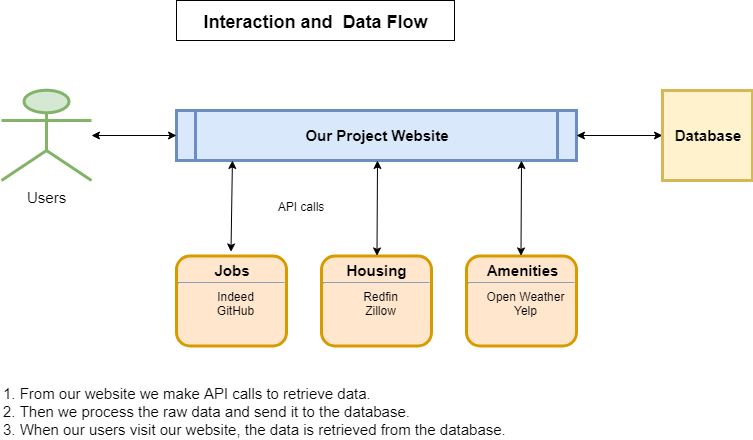 Interaction and  Data Flow
Our Project Website
Database
Users
API calls
Jobs
Indeed
GitHub
Housing
Redfin
Zillow
Amenities
Open Weather
Yelp
1. From our website we make API calls to retrieve data.
2. Then we process the raw data and send it to the database.
3. When our users visit our website, the data is retrieved from the database.